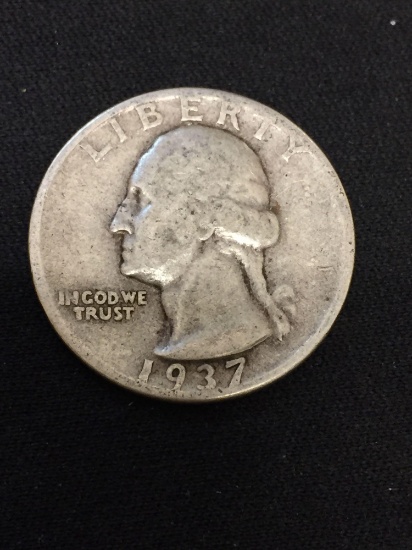 LIBERTY
IN GOD WE
TRUST
1937